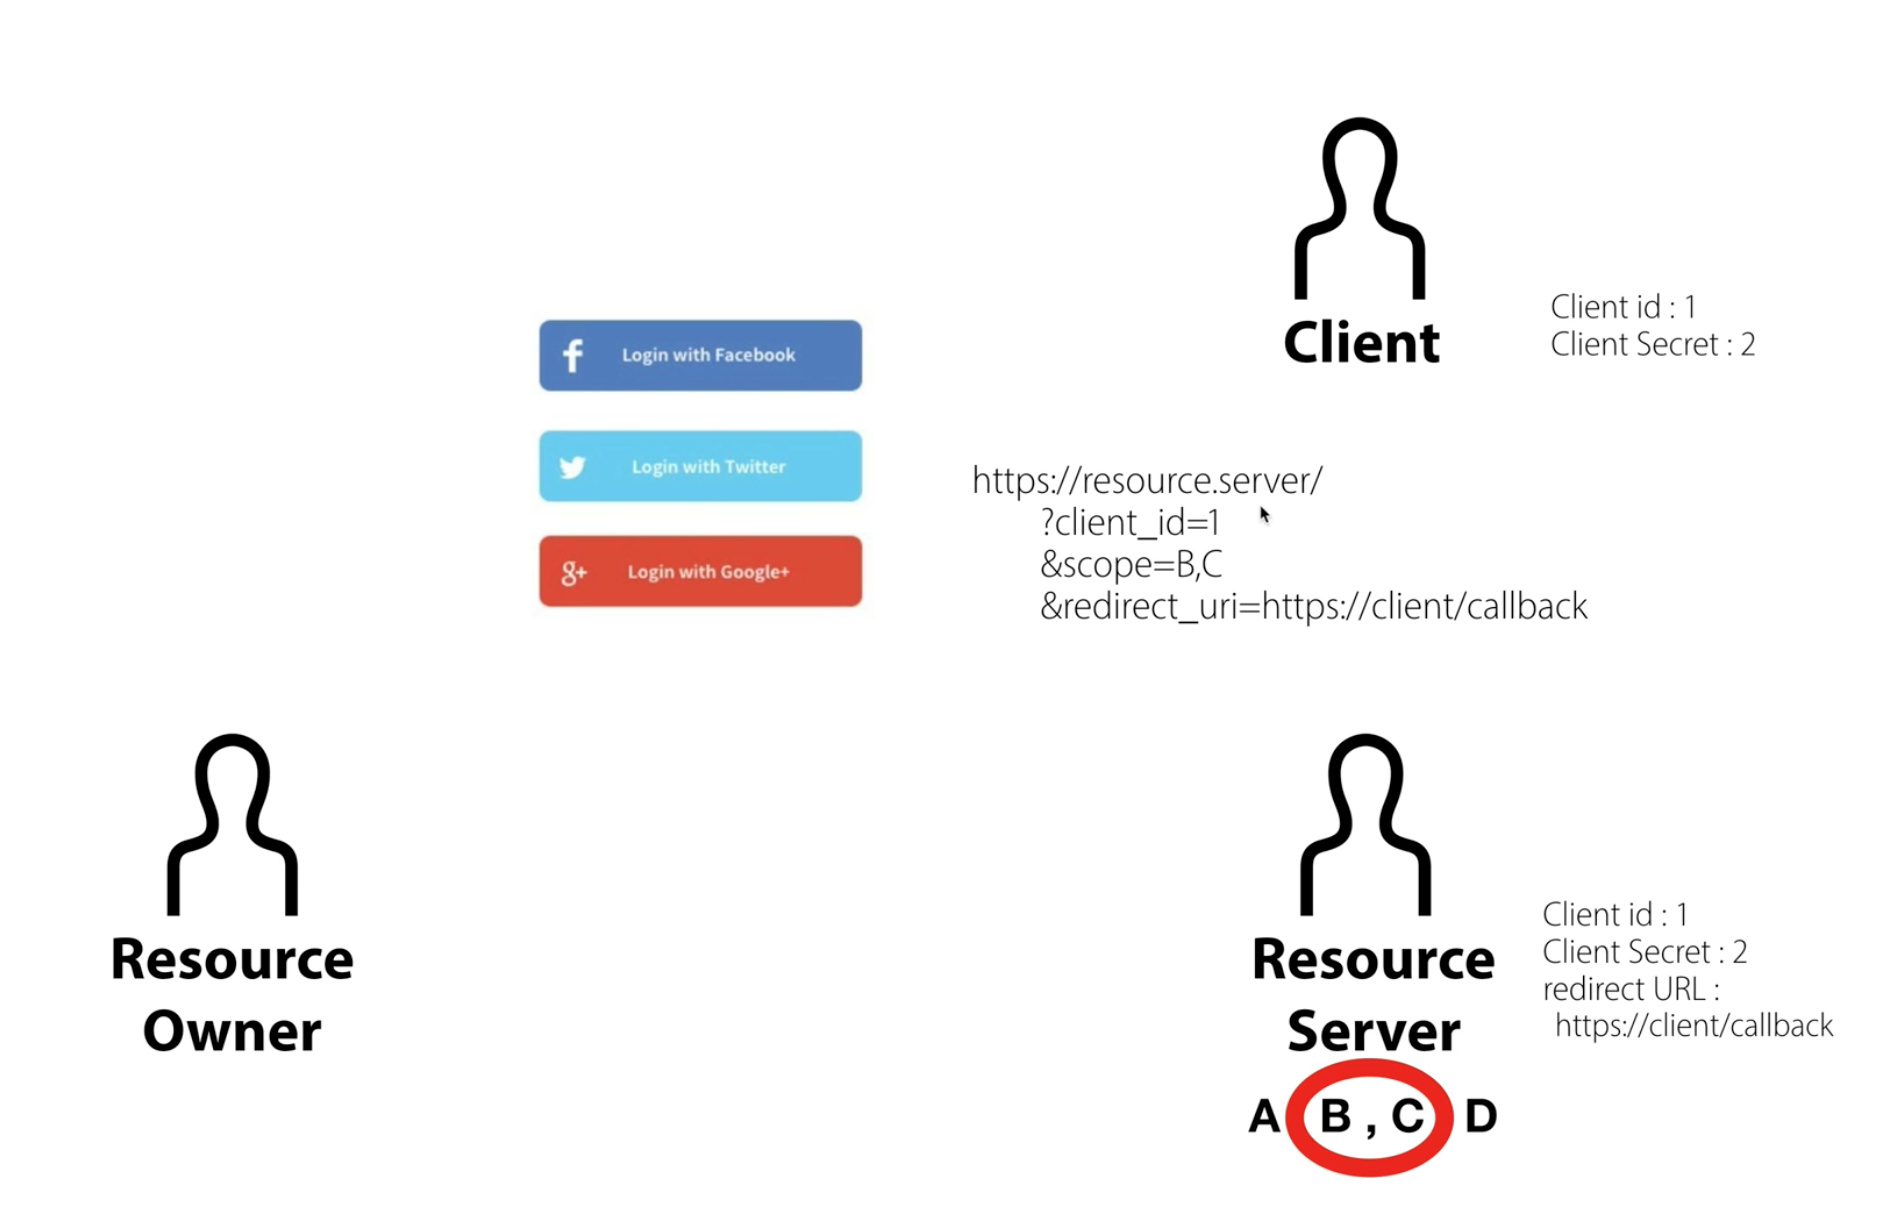 Client
Client id : 1
Client Secret : 2
f
Login with Facebook
Login with Twitter
g+
Login with Google+
https://resource.server/
?client_id=1
&scope=B,C
&redirect_uri=https://client/callback
Resource
Owner
Resource
Server
Client id : 1
Client Secret : 2
redirect URL :
https://client/callback
A B , C D